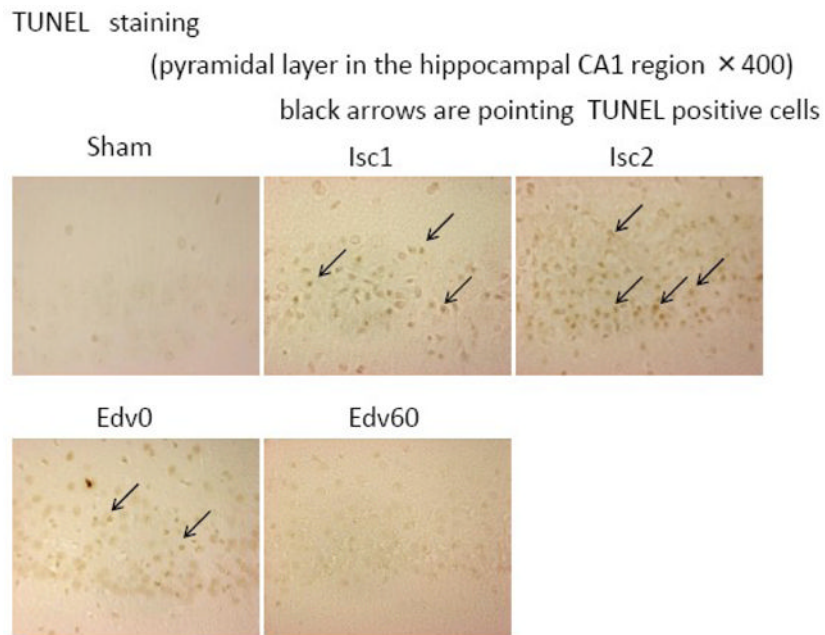 TUNEL staining
(pyramidal layer in the hippocampal CA1 region ×400)
black arrows are pointing TUNEL positive cells
Sham
Isc1
Isc2
Edv0
Edv60